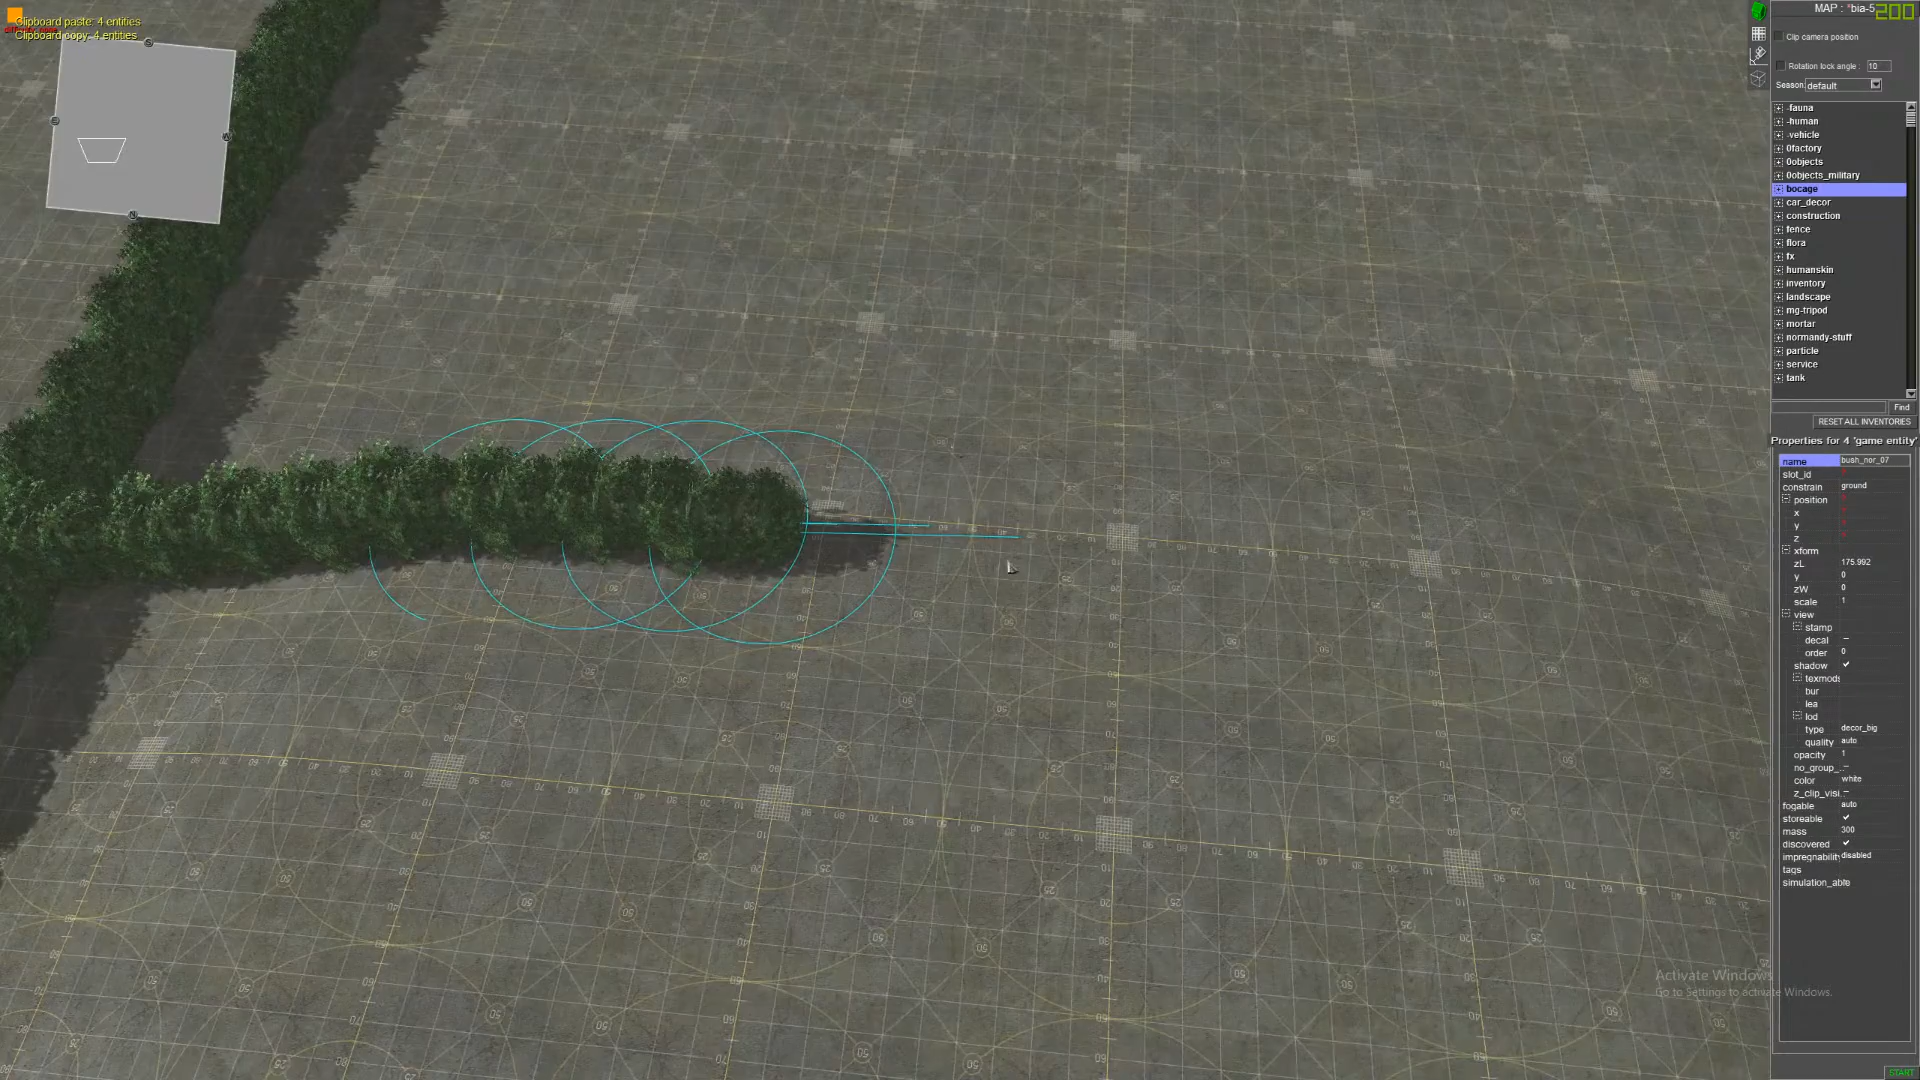 Clipboard paste: 4 entities
Clipboard copy: 4 entities
MAP : *bia-5
200
Clip camera position
Rotation lock angle : 10
Season: default
-fauna
-human
-vehicle
0factory
0objects
0objects_military
bocage
car_decor
construction
fence
flora
fx
humanskin
inventory
landscape
mg-tripod
mortar
normandy-stuff
particle
service
tank
Find
RESET ALL INVENTORIES
Properties for 4 'game entity'
name bush_nor_07
slot_id
constrain ground
position
x
y
z
xform
zL 175.992
y 0
zW 0
scale 1
view
stamp
decal
order 0
shadow
texmods
bur
lea
lod
type decor_big
quality auto
opacity 1
no_group_
color white
z_clip_visi
fogable auto
storeable
mass 300
discovered
impregnability disabled
tags
simulation_able
Activate Windows
Go to Settings to activate Windows.
START